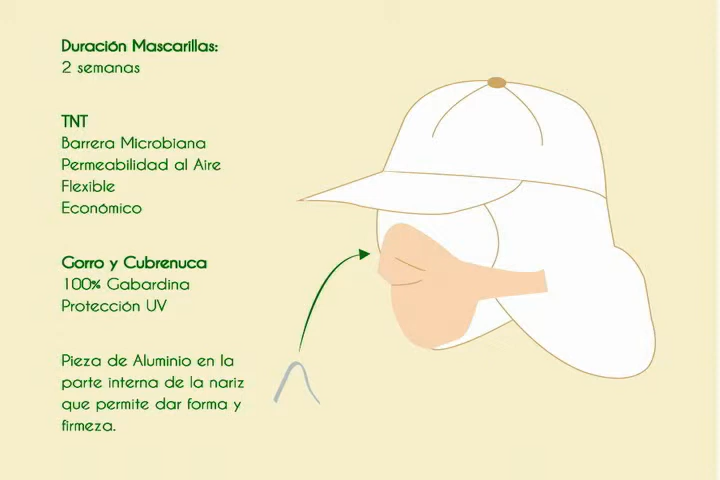 Duración Mascarillas:
2 semanas
TNT
Barrera Microbiana
Permeabilidad al Aire
Flexible
Económico
Gorro y Cubrenuca
100% Gabardina
Protección UV
Pieza de Aluminio en la
parte interna de la nariz
que permite dar forma y
firmeza.